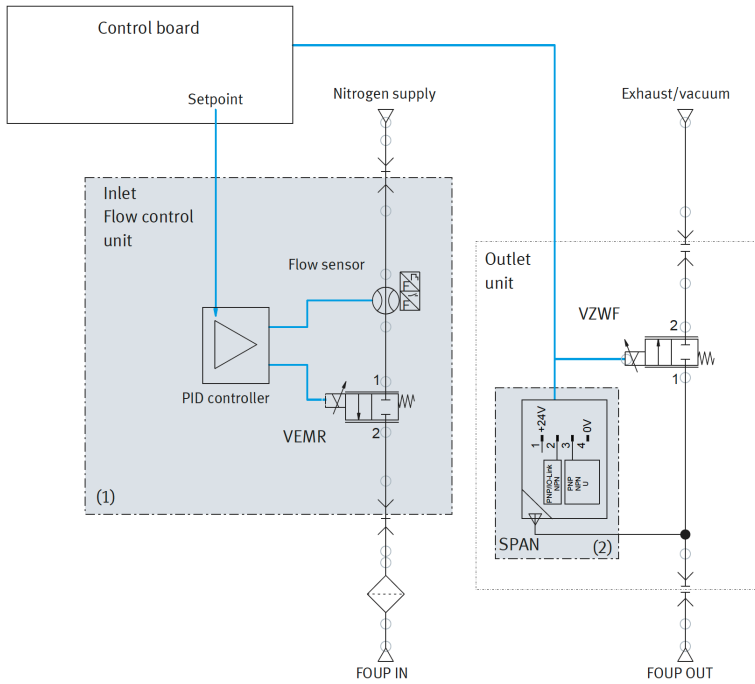 Control board
Setpoint
Nitrogen supply
Exhaust/vacuum
Inlet
Flow control
unit
Flow sensor
F
F
PID controller
1
VEMR
2
(1)
Outlet
unit
VZWF
2
1
1 +24V
2
3
4 0V
PNP/IO-Link
NPN
PNP
NPN
U
SPAN
(2)
FOUP IN
FOUP OUT